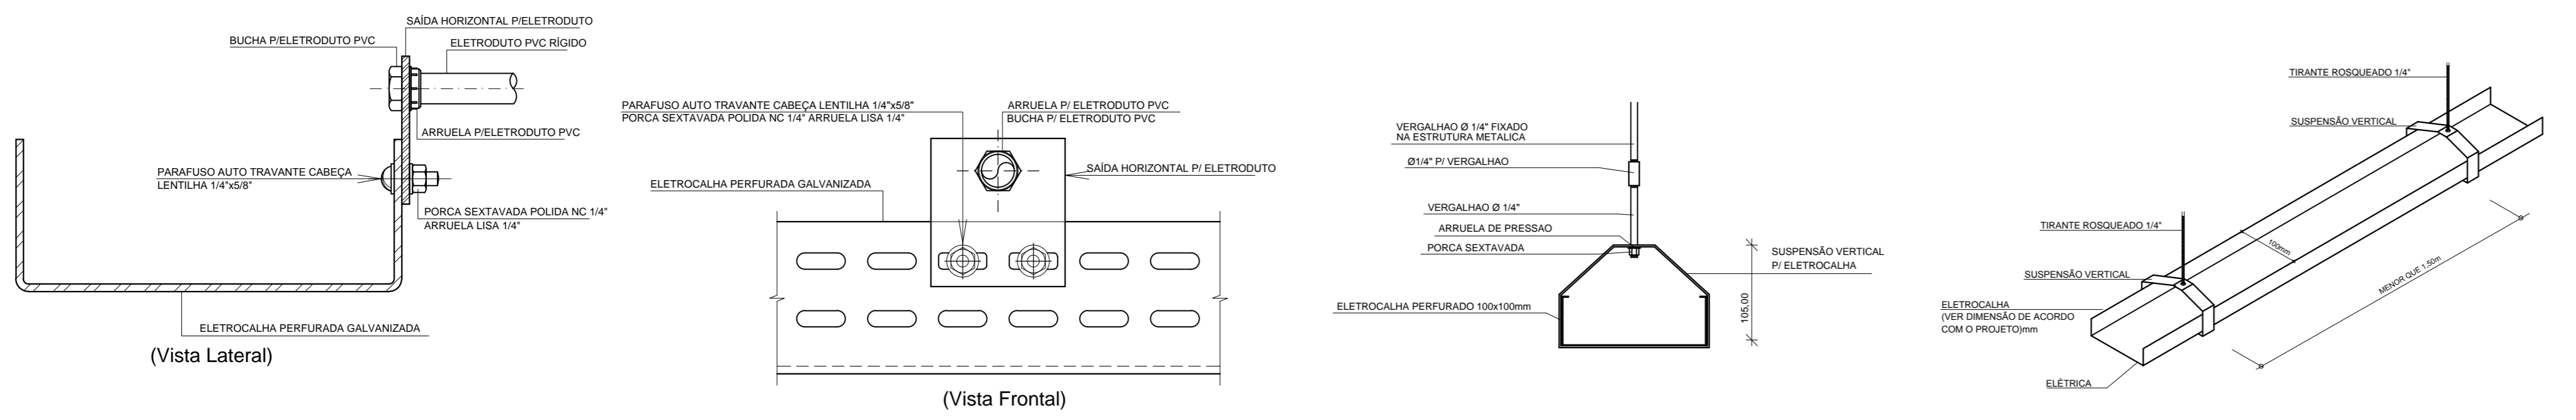 SAÍDA HORIZONTAL P/ELETRODUTO
BUCHA P/ELETRODUTO PVC
ELETRODUTO PVC RÍGIDO
ARRUELA P/ELETRODUTO PVC
PARAFUSO AUTO TRAVANTE CABEÇA
LENTILHA 1/4"x5/8"
PORCA SEXTAVADA POLIDA NC 1/4"
ARRUELA LISA 1/4"
ELETROCALHA PERFURADA GALVANIZADA
(Vista Lateral)
PARAFUSO AUTO TRAVANTE CABEÇA LENTILHA 1/4"x5/8"
PORCA SEXTAVADA POLIDA NC 1/4" ARRUELA LISA 1/4"
ARRUELA P/ ELETRODUTO PVC
BUCHA P/ ELETRODUTO PVC
SAÍDA HORIZONTAL P/ ELETRODUTO
ELETROCALHA PERFURADA GALVANIZADA
(Vista Frontal)
VERGALHAO Ø 1/4" FIXADO
NA ESTRUTURA METALICA
Ø1/4" P/ VERGALHAO
VERGALHAO Ø 1/4"
ARRUELA DE PRESSAO
PORCA SEXTAVADA
SUSPENSÃO VERTICAL
P/ ELETROCALHA
ELETROCALHA PERFURADO 100x100mm
105,00
TIRANTE ROSQUEADO 1/4"
SUSPENSÃO VERTICAL
TIRANTE ROSQUEADO 1/4"
100mm
SUSPENSÃO VERTICAL
MENOR QUE 1,50m
ELETROCALHA
(VER DIMENSÃO DE ACORDO
COM O PROJETO)mm
ELÉTRICA